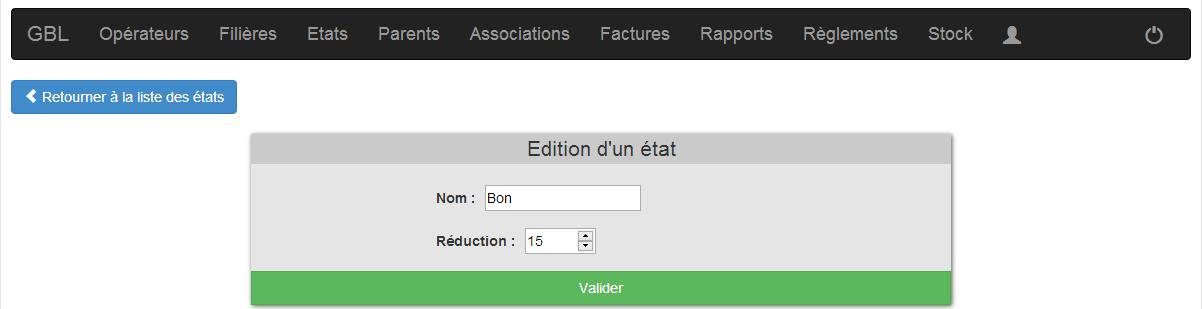 GBL Opérateurs Filières Etats Parents Associations Factures Rapports Règlements Stock
Retourner à la liste des états
Edition d'un état
Nom : Bon
Réduction : 15
Valider